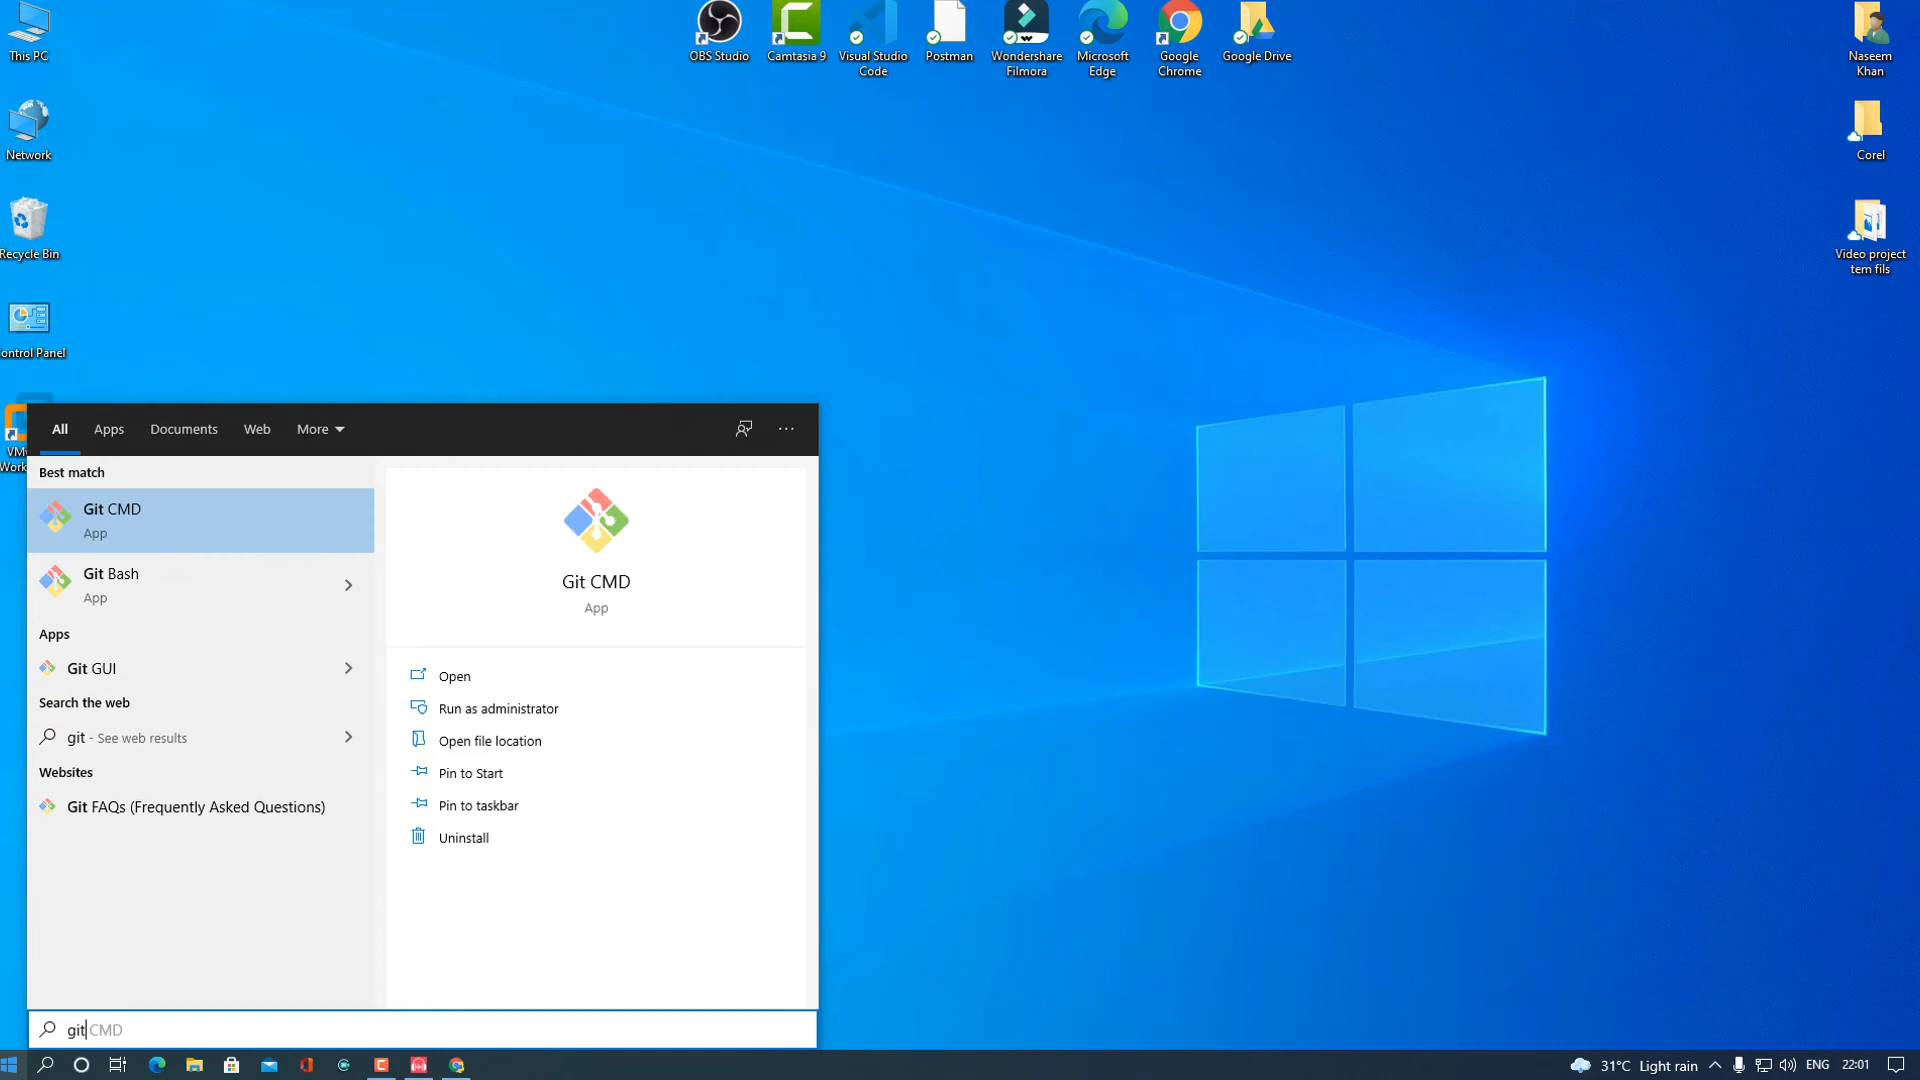 This PC
Network
Recycle Bin
ontrol Panel
VM
Work
OBS Studio
Camtasia 9
Visual Studio
Code
Postman
Wondershare
Filmora
Microsoft
Edge
Google
Chrome
Google Drive
Naseem
Khan
Corel
Video project
tem fils
All
Apps
Documents
Web
More
Best match
Git CMD
App
Git Bash
App
Apps
Git GUI
Search the web
git - See web results
Websites
Git FAQs (Frequently Asked Questions)
Git CMD
App
Open
Run as administrator
Open file location
Pin to Start
Pin to taskbar
Uninstall
git CMD
31°C Light rain
ENG
22:01